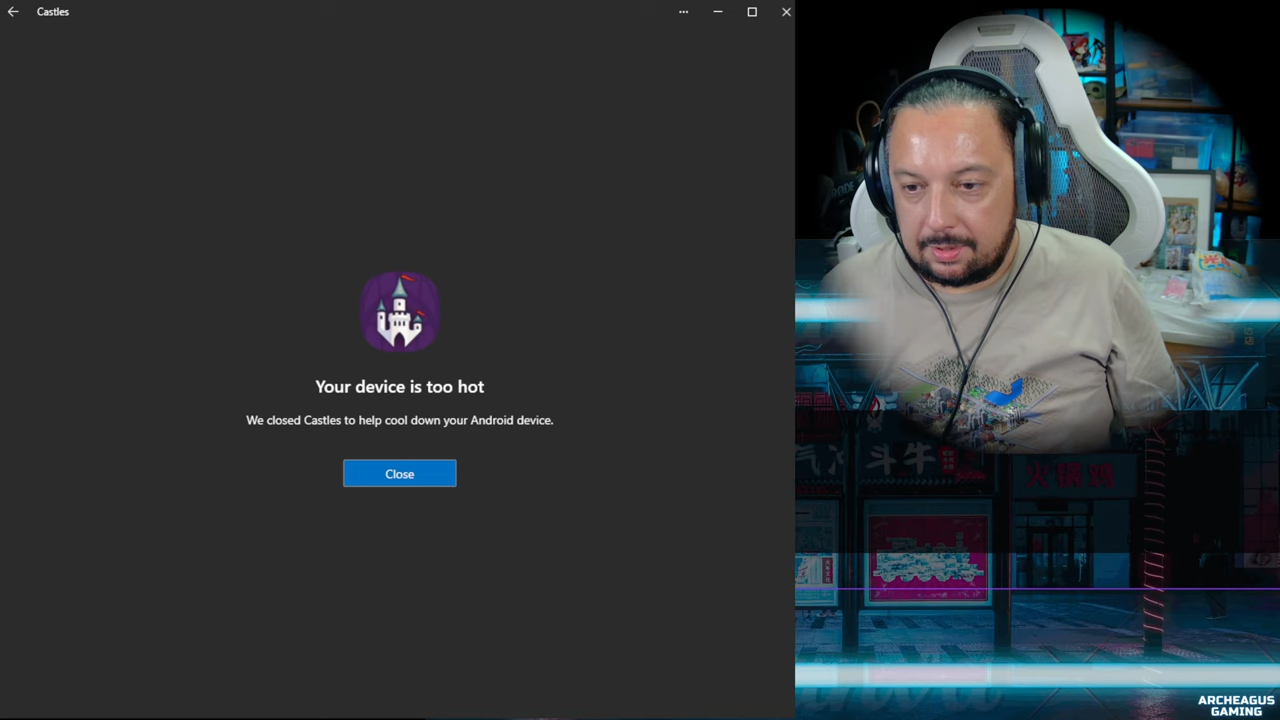 Castles
Your device is too hot
We closed Castles to help cool down your Android device.
Close
斗牛
火锅鸡
ARCHEAGUS
GAMING